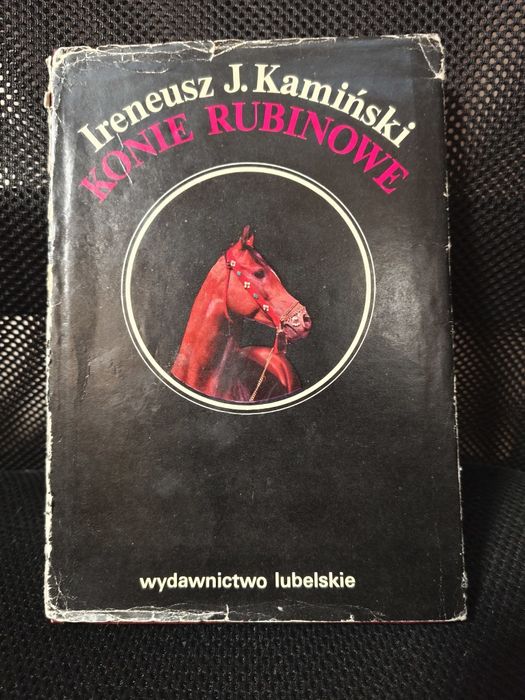 Ireneusz J. Kamiński
KONIE RUBINOWE
wydawnictwo lubelskie